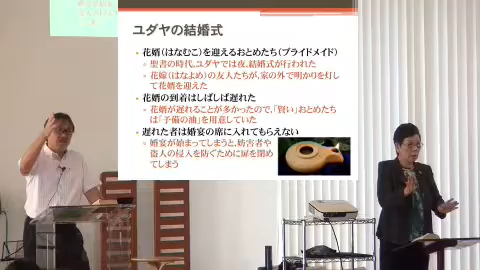 ユダヤの結婚式
• 花婿（はなむこ）を迎えるおとめたち（ブライドメイド）
聖書の時代、ユダヤでは夜、結婚式が行われた
花嫁（はなよめ）の友人たちが、家の外で明かりを灯し
て花婿を迎えた
• 花婿の到着はしばしば遅れた
花婿が遅れることが多かったので、「賢い」おとめたち
は「予備の油」を用意していた
• 遅れた者は婚宴の席に入れてもらえない
婚宴が始まってしまうと、妨害者や
盗人の侵入を防ぐために扉を閉め
てしまう